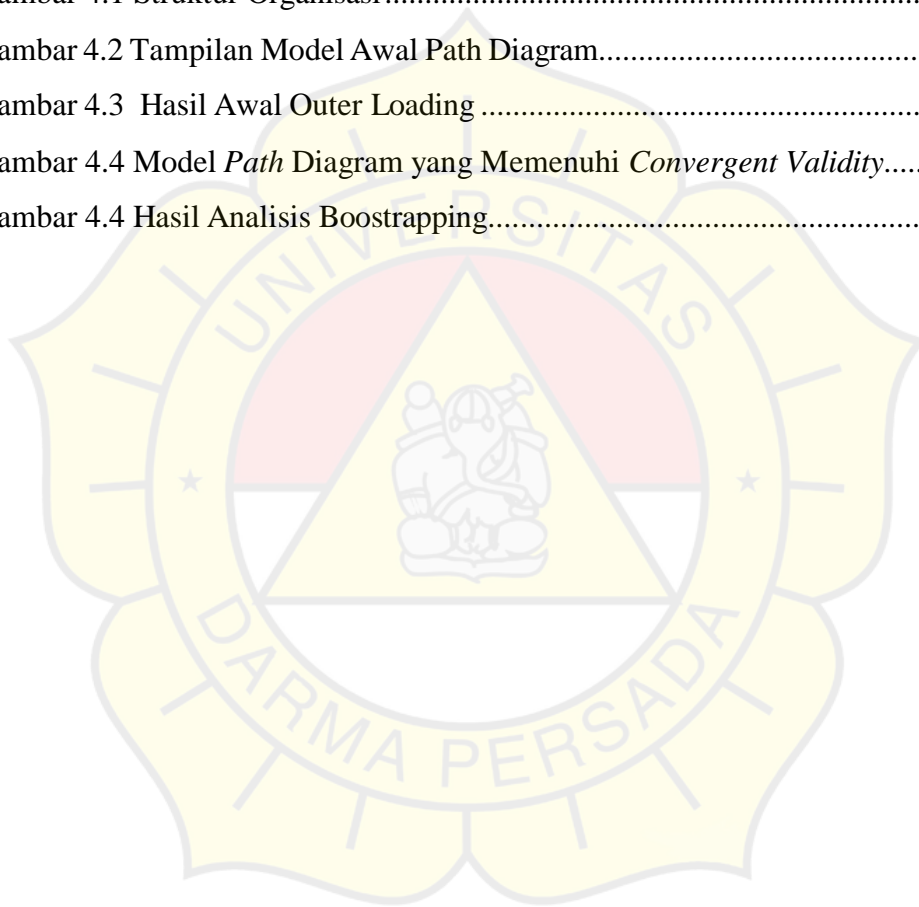 ambar 4.1 Struktur Organisasi..........................................................................
ambar 4.2 Tampilan Model Awal Path Diagram........................................
ambar 4.3  Hasil Awal Outer Loading .......................................................
ambar 4.4 Model Path Diagram yang Memenuhi Convergent Validity.....
ambar 4.4 Hasil Analisis Boostrapping......................................................
UNIVERSITAS
DARMA PERSADA